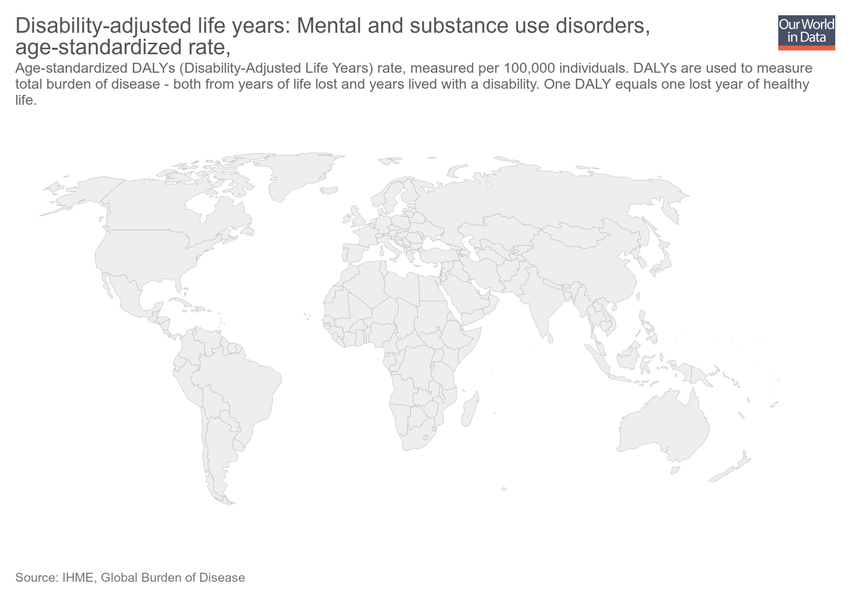 Disability-adjusted life years: Mental and substance use disorders,
age-standardized rate,
Our World
in Data
Age-standardized DALYs (Disability-Adjusted Life Years) rate, measured per 100,000 individuals. DALYs are used to measure
total burden of disease - both from years of life lost and years lived with a disability. One DALY equals one lost year of healthy
life.
Source: IHME, Global Burden of Disease